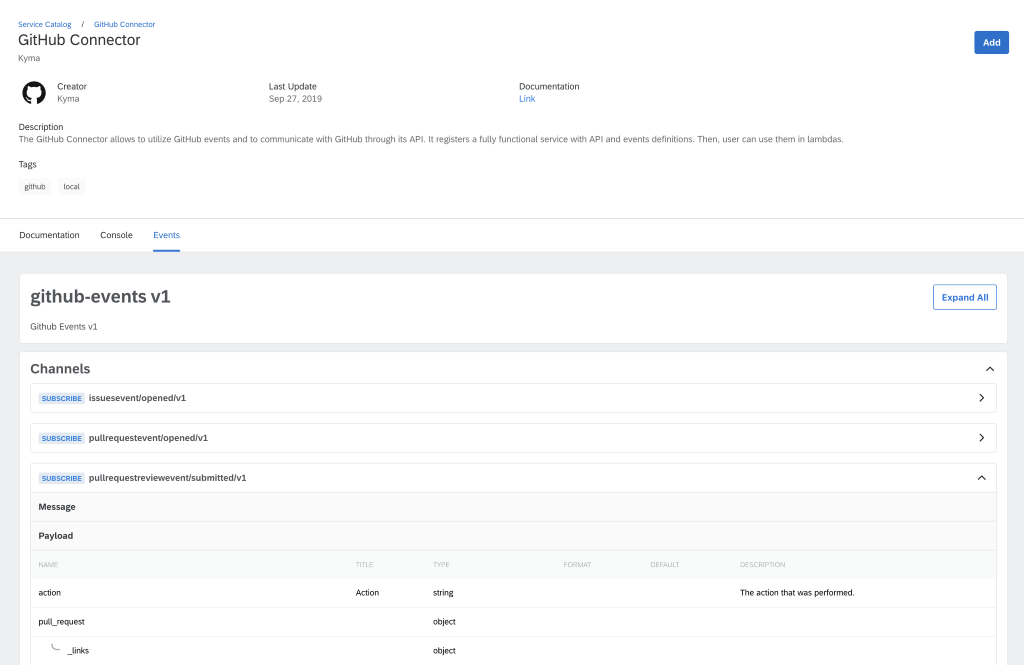 Service Catalog / GitHub Connector
GitHub Connector
Add
Kyma
Creator Last Update Documentation
Kyma Sep 27, 2019 Link
Description
The GitHub Connector allows to utilize GitHub events and to communicate with GitHub through its API. It registers a fully functional service with API and events definitions. Then, user can use them in lambdas.
Tags
github local
Documentation Console Events
github-events v1
Expand All
Github Events v1
Channels
SUBSCRIBE issuesevent/opened/v1
SUBSCRIBE pullrequestevent/opened/v1
SUBSCRIBE pullrequestreviewevent/submitted/v1
Message
Payload
NAME TITLE TYPE FORMAT DEFAULT DESCRIPTION
action Action string The action that was performed.
pull_request object
_links object